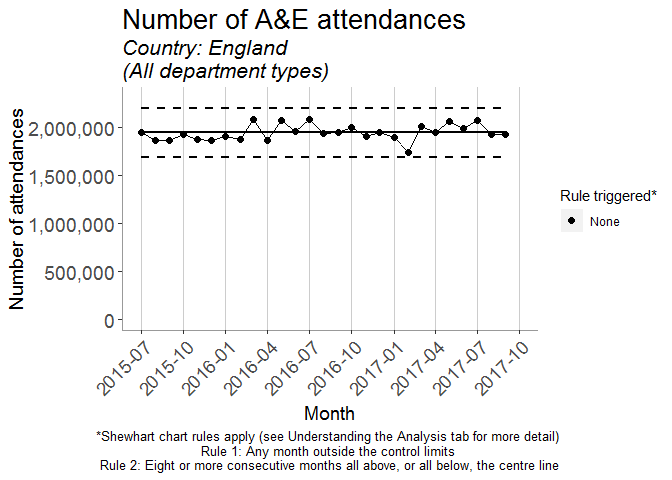 Number of A&E attendances
Country: England
(All department types)
Number of attendances
2,000,000
1,500,000
1,000,000
500,000
0
2015-07
2015-10
2016-01
2016-04
2016-07
2016-10
2017-01
2017-04
2017-07
2017-10
Month
Rule triggered*
None
*Shewhart chart rules apply (see Understanding the Analysis tab for more detail)
Rule 1: Any month outside the control limits
Rule 2: Eight or more consecutive months all above, or all below, the centre line